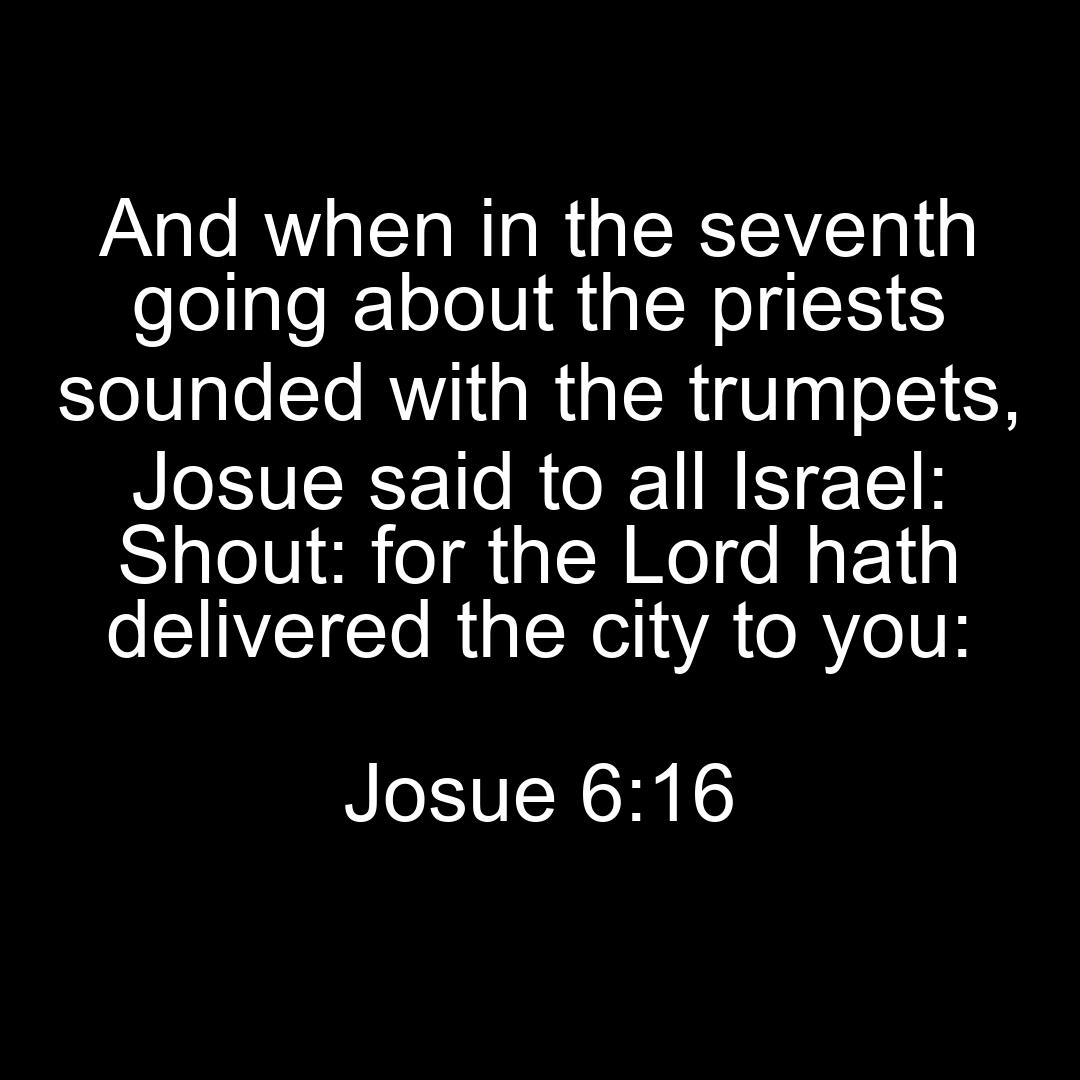 And when in the seventh
going about the priests
sounded with the trumpets,
Josue said to all Israel:
Shout: for the Lord hath
delivered the city to you:
Josue 6:16